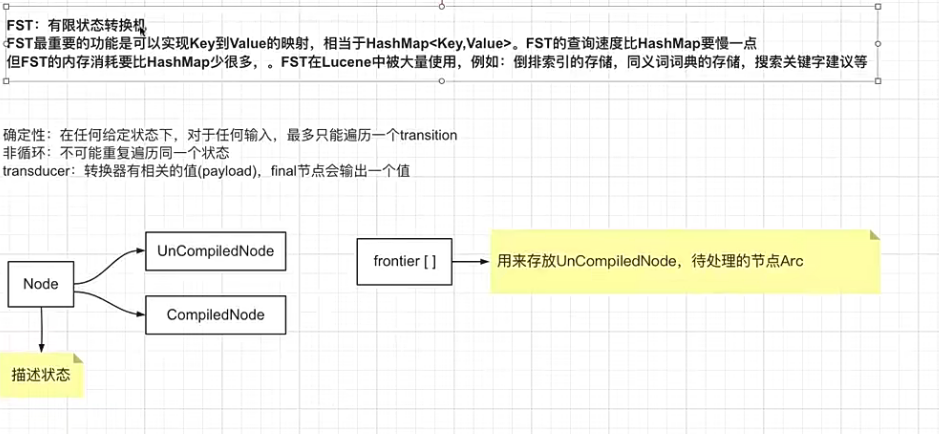 FST：有限状态转换机
FST最重要的功能是可以实现Key到Value的映射，相当于HashMap<Key,Value>。FST的查询速度比HashMap要慢一点
但FST的内存消耗要比HashMap少很多，。FST在Lucene中被大量使用，例如：倒排索引的存储，同义词词典的存储，搜索关键字建议等
确定性：在任何给定状态下，对于任何输入，最多只能遍历一个transition
非循环：不可能重复遍历同一个状态
transducer：转换器有相关的值(payload)，final节点会输出一个值
UnCompiledNode
Node
CompiledNode
描述状态
frontier [ ]
用来存放UnCompiledNode，待处理的节点Arc